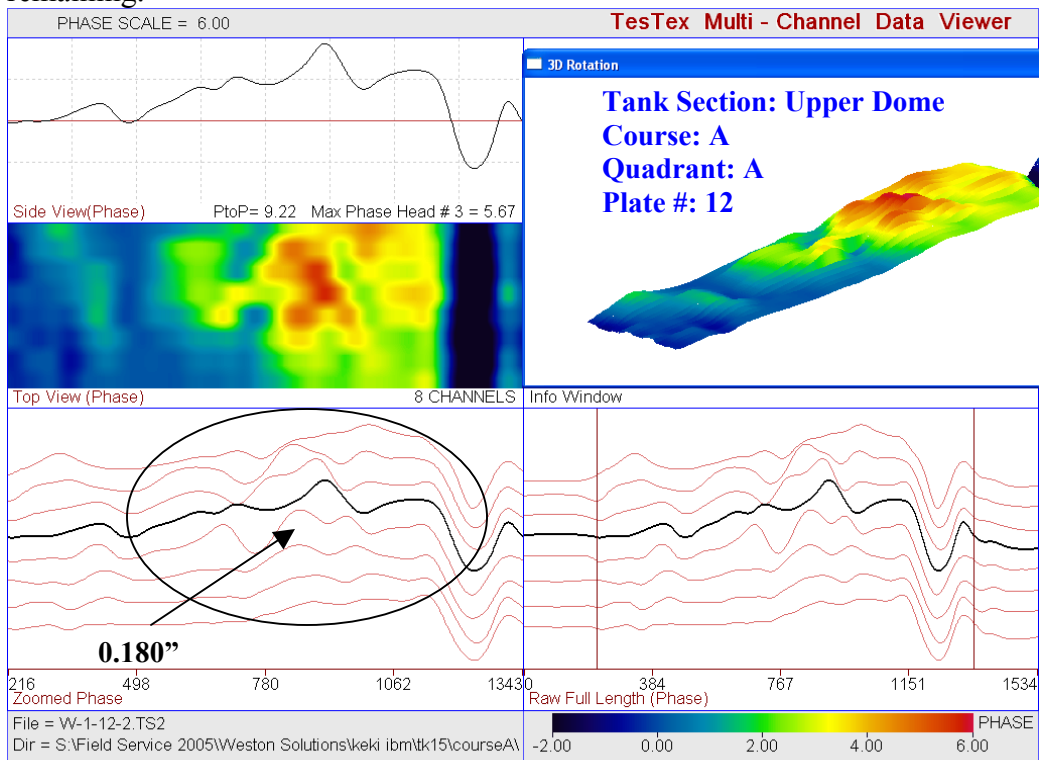 remaining.
PHASE SCALE = 6.00
TesTex Multi - Channel Data Viewer
3D Rotation
Tank Section: Upper Dome
Course: A
Quadrant: A
Plate #: 12
Side View(Phase) PtoP= 9.22 Max Phase Head # 3 = 5.67
Top View (Phase) 8 CHANNELS
Info Window
0.180”
216 498 780 1062 1343
Zoomed Phase
0 384 767 1151 1534
Raw Full Length (Phase)
File = W-1-12-2.TS2
Dir = S:\Field Service 2005\Weston Solutions\keki ibm\tk15\courseA\
PHASE
-2.00 0.00 2.00 4.00 6.00